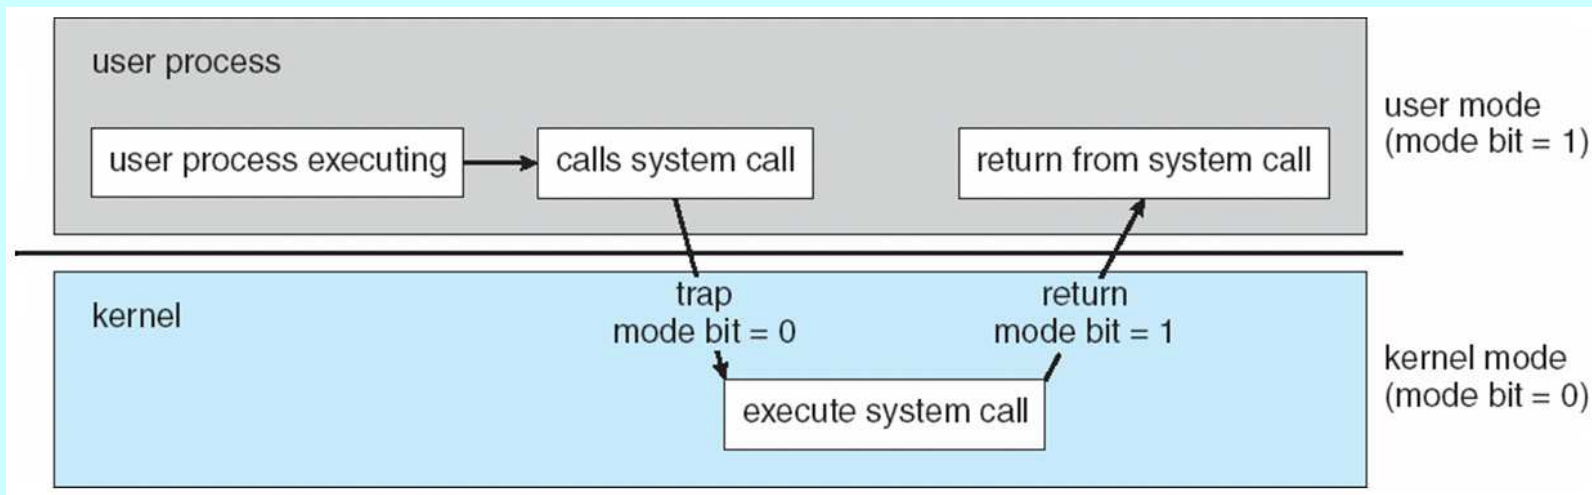 user process
user process executing
calls system call
return from system call
user mode
(mode bit = 1)
kernel
trap
mode bit = 0
return
mode bit = 1
execute system call
kernel mode
(mode bit = 0)